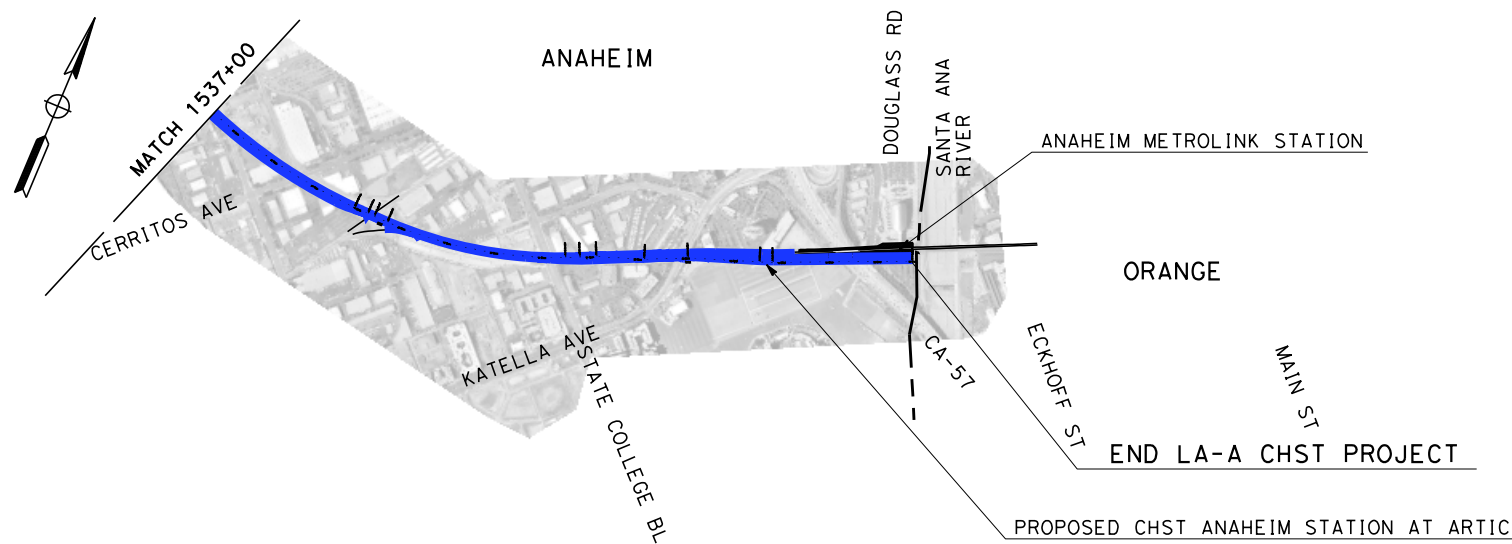 MATCH 1537+00
ANAHEIM
DOUGLASS RD
SANTA ANA
RIVER
ANAHEIM METROLINK STATION
CERRITOS AVE
ORANGE
KATELLA AVE
STATE COLLEGE BL
CA-57
ECKHOFF ST
MAIN ST
END LA-A CHST PROJECT
PROPOSED CHST ANAHEIM STATION AT ARTIC